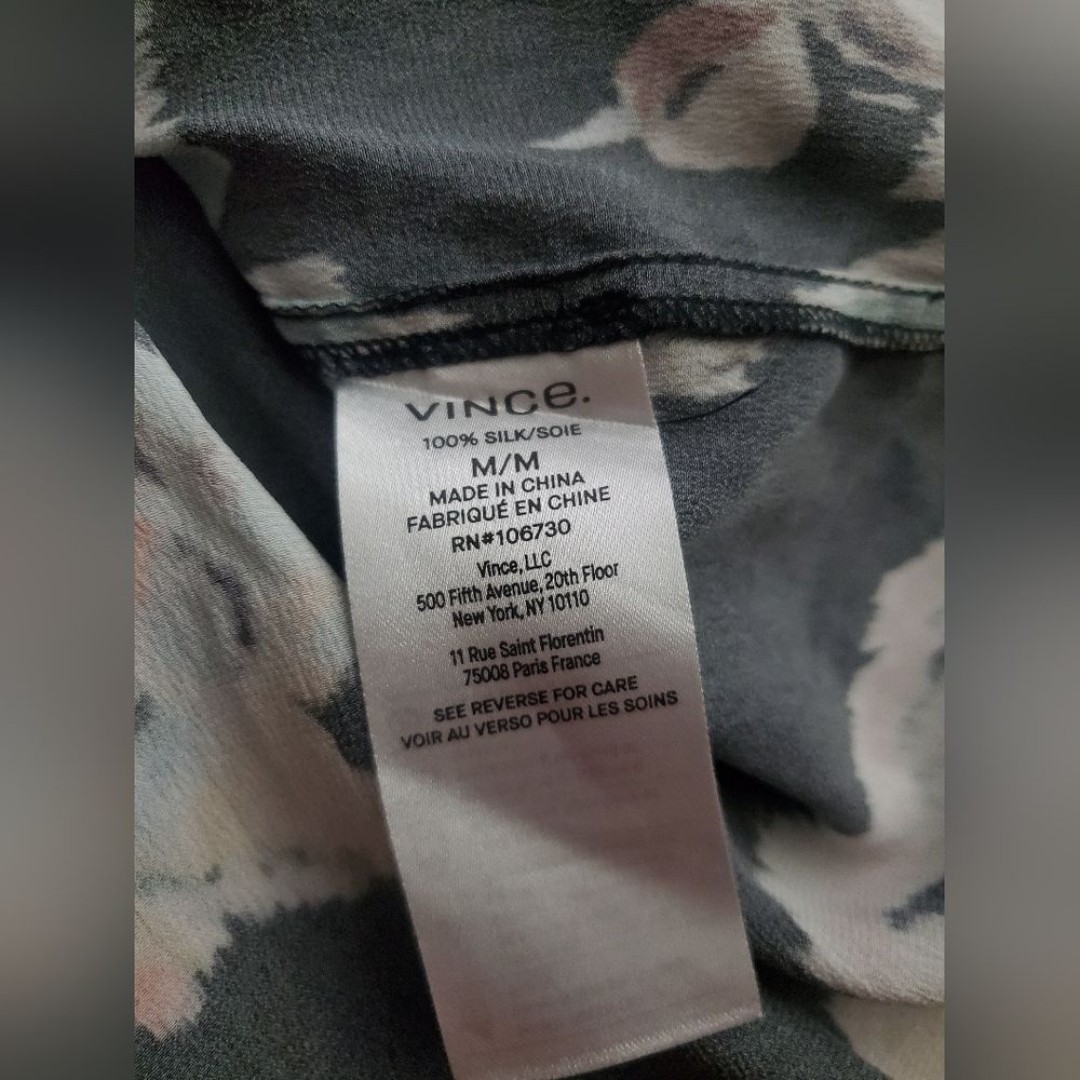 VINCE.
100% SILK/SOIE
M/M
MADE IN CHINA
FABRIQUÉ EN CHINE
RN#106730
Vince, LLC
500 Fifth Avenue, 20th Floor
New York, NY 10110
11 Rue Saint Florentin
75008 Paris France
SEE REVERSE FOR CARE
VOIR AU VERSO POUR LES SOINS